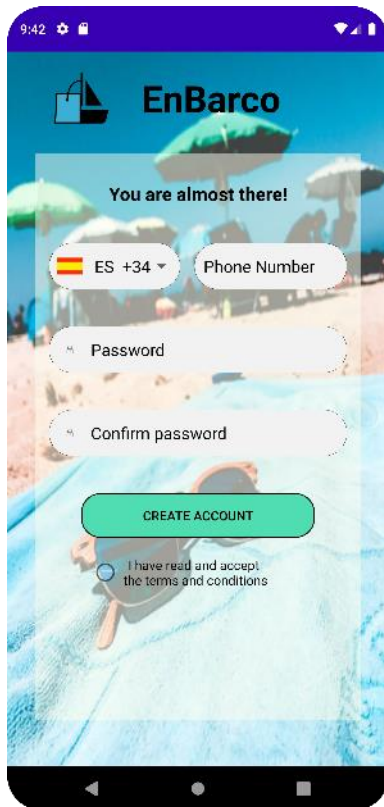 9:42
EnBarco
You are almost there!
ES +34 Phone Number
Password
Confirm password
CREATE ACCOUNT
I have read and accept
the terms and conditions